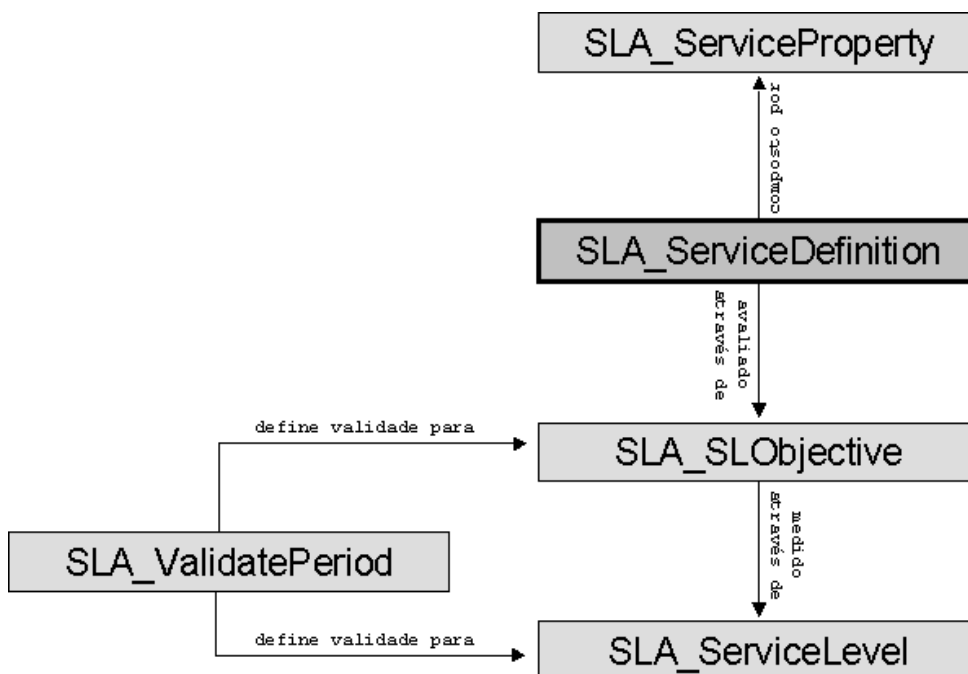 SLA_ServiceProperty
composto por
SLA_ServiceDefinition
avaliado
através de
define validade para
SLA_SLObjective
medido
através de
SLA_ValidatePeriod
define validade para
SLA_ServiceLevel